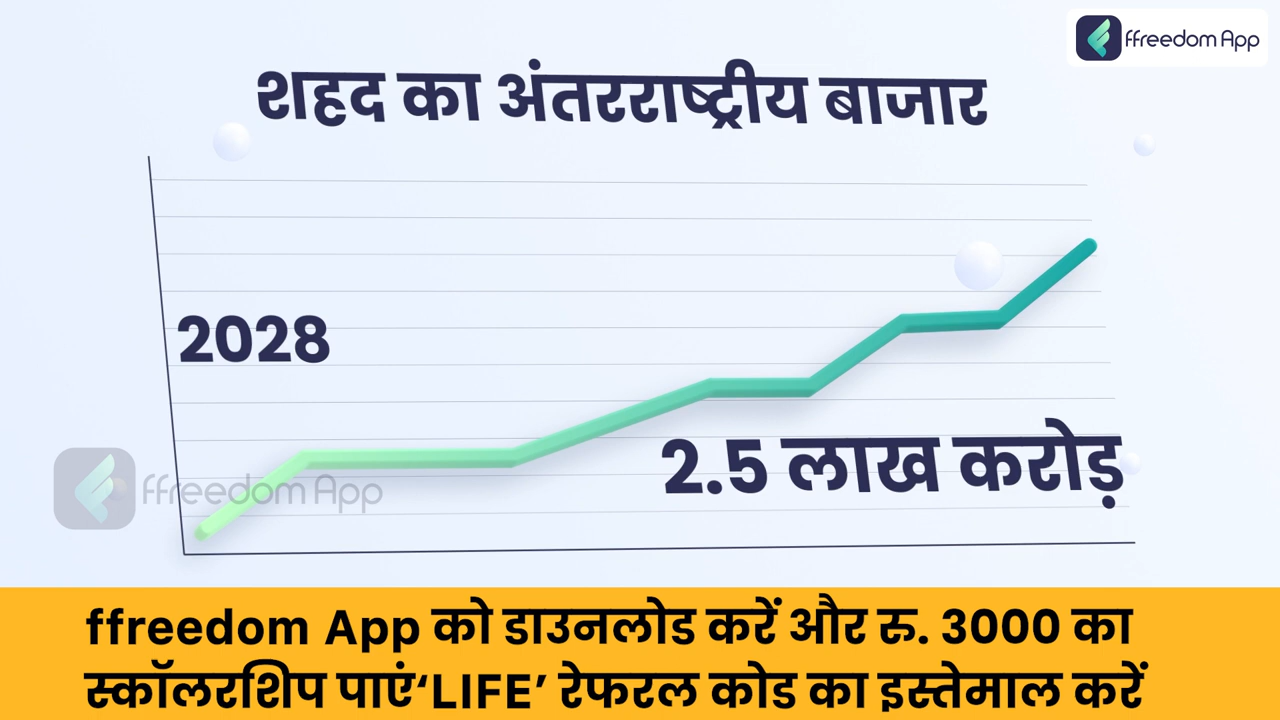 ffreedom App
शहद का अंतरराष्ट्रीय बाजार
2028
2.5 लाख करोड़
ffreedom App
ffreedom App को डाउनलोड करें और रु. 3000 का
स्कॉलरशिप पाएं‘LIFE’ रेफरल कोड का इस्तेमाल करें